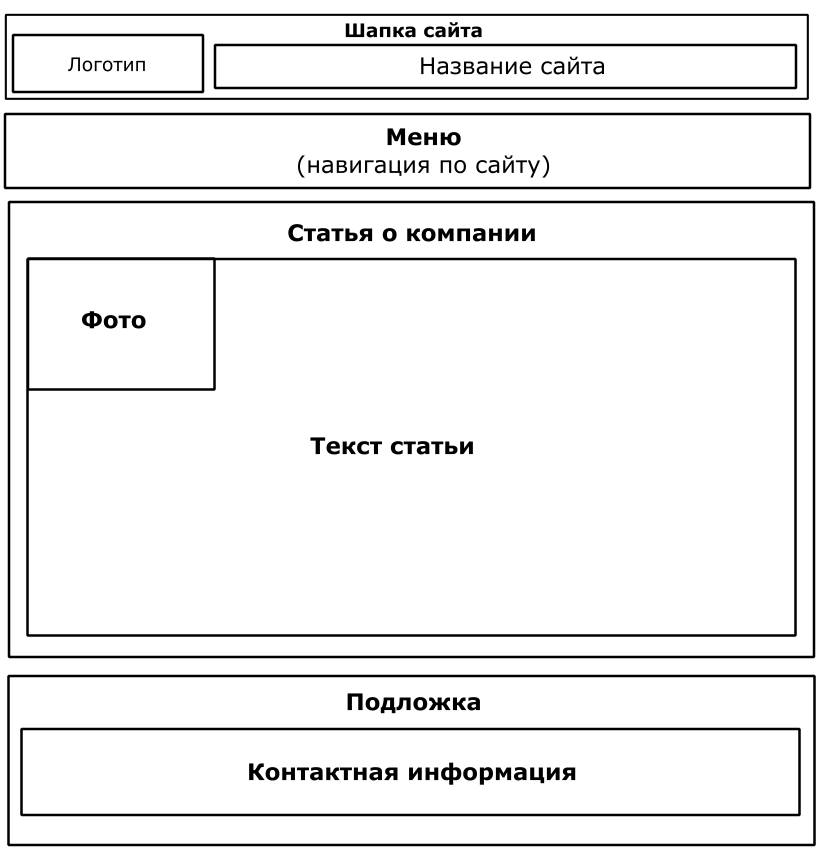 Шапка сайта
Логотип
Название сайта
Меню
(навигация по сайту)
Статья о компании
Фото
Текст статьи
Подложка
Контактная информация